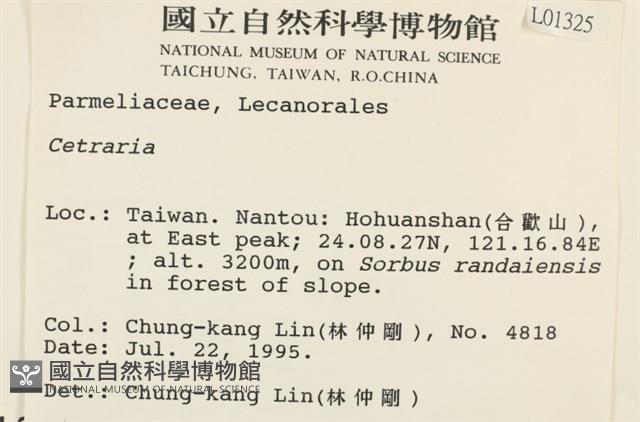 國立自然科學博物館
L01325
NATIONAL MUSEUM OF NATURAL SCIENCE
TAICHUNG, TAIWAN, R.O.CHINA
Parmeliaceae, Lecanorales
Cetraria
Loc.: Taiwan. Nantou: Hohuanshan(合歡山),
at East peak; 24.08.27N, 121.16.84E
; alt. 3200m, on Sorbus randaiensis
in forest of slope.
Col.: Chung-kang Lin(林仲剛), No. 4818
Date: Jul. 22, 1995.
國立自然科學博物館
NATIONAL MUSEUM OF NATURAL SCIENCE
Det.: Chung-kang Lin(林仲剛)